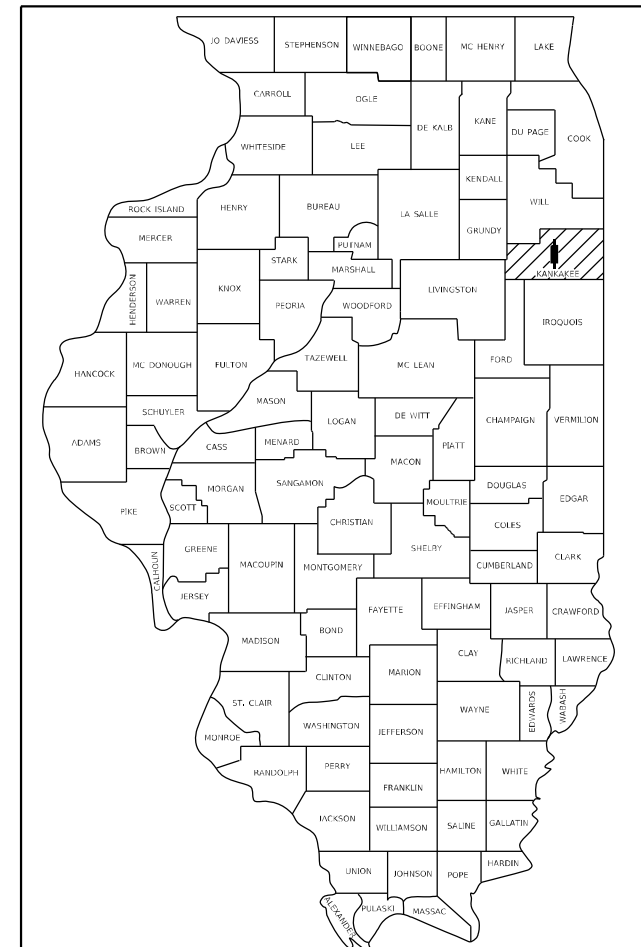 JO DAVIESS
STEPHENSON
WINNEBAGO
BOONE
MC HENRY
LAKE
CARROLL
OGLE
DE KALB
KANE
DU PAGE
COOK
WHITESIDE
LEE
KENDALL
WILL
ROCK ISLAND
HENRY
BUREAU
LA SALLE
GRUNDY
MERCER
PUTNAM
STARK
MARSHALL
KANKAKEE
HENDERSON
WARREN
KNOX
PEORIA
WOODFORD
LIVINGSTON
IROQUOIS
HANCOCK
MC DONOUGH
FULTON
TAZEWELL
MC LEAN
FORD
MASON
SCHUYLER
LOGAN
DE WITT
CHAMPAIGN
VERMILION
ADAMS
BROWN
CASS
MENARD
PIATT
MACON
MORGAN
SANGAMON
DOUGLAS
EDGAR
PIKE
SCOTT
CHRISTIAN
MOULTRIE
COLES
GREENE
MACOUPIN
MONTGOMERY
SHELBY
CUMBERLAND
CLARK
CALHOUN
JERSEY
FAYETTE
EFFINGHAM
JASPER
CRAWFORD
MADISON
BOND
CLAY
RICHLAND
LAWRENCE
CLINTON
MARION
ST. CLAIR
WAYNE
EDWARDS
WABASH
WASHINGTON
JEFFERSON
MONROE
RANDOLPH
PERRY
HAMILTON
WHITE
FRANKLIN
JACKSON
WILLIAMSON
SALINE
GALLATIN
UNION
JOHNSON
POPE
HARDIN
ALEXANDER
PULASKI
MASSAC